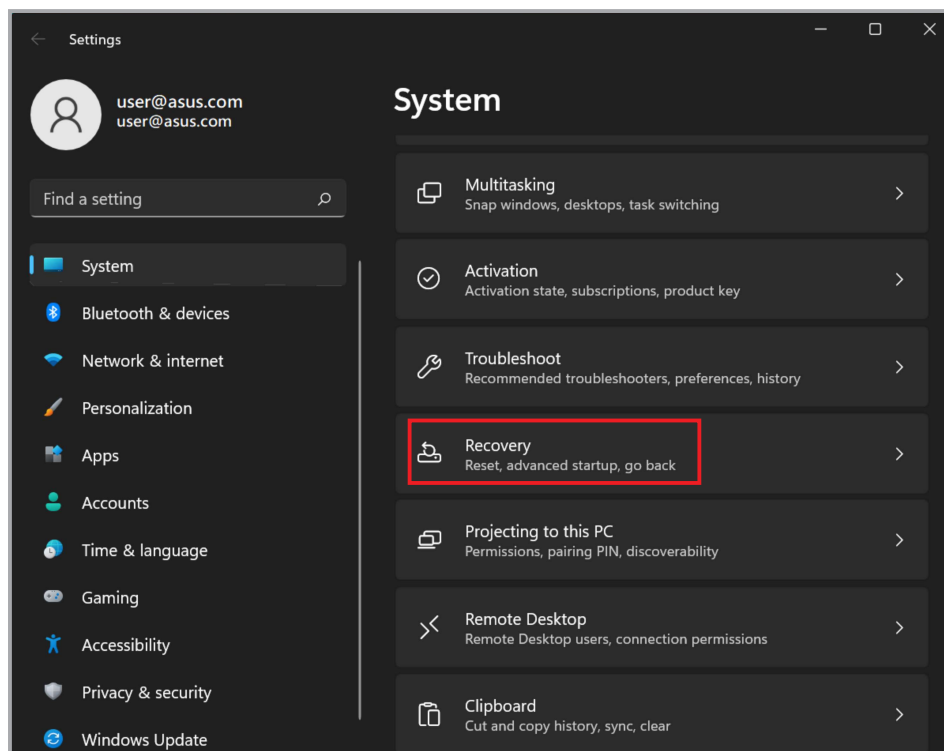 Settings
user@asus.com
user@asus.com
Find a setting
System
Bluetooth & devices
Network & internet
Personalization
Apps
Accounts
Time & language
Gaming
Accessibility
Privacy & security
Windows Update
System
Multitasking
Snap windows, desktops, task switching
Activation
Activation state, subscriptions, product key
Troubleshoot
Recommended troubleshooters, preferences, history
Recovery
Reset, advanced startup, go back
Projecting to this PC
Permissions, pairing PIN, discoverability
Remote Desktop
Remote Desktop users, connection permissions
Clipboard
Cut and copy history, sync, clear